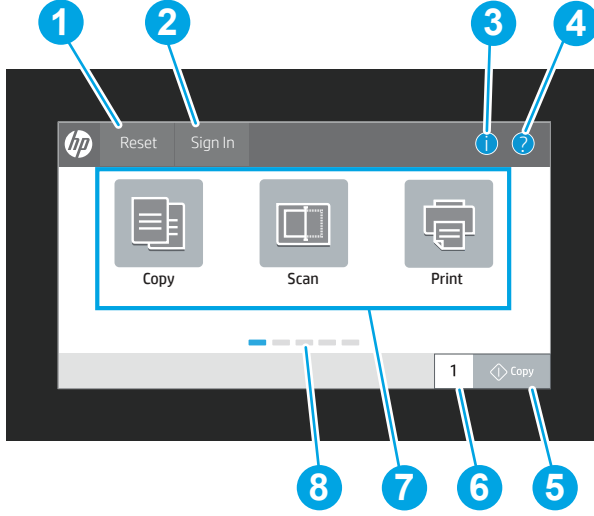 1 2 3 4
hp Reset Sign In i ?
Copy Scan Print
1 Copy
8 7 6 5